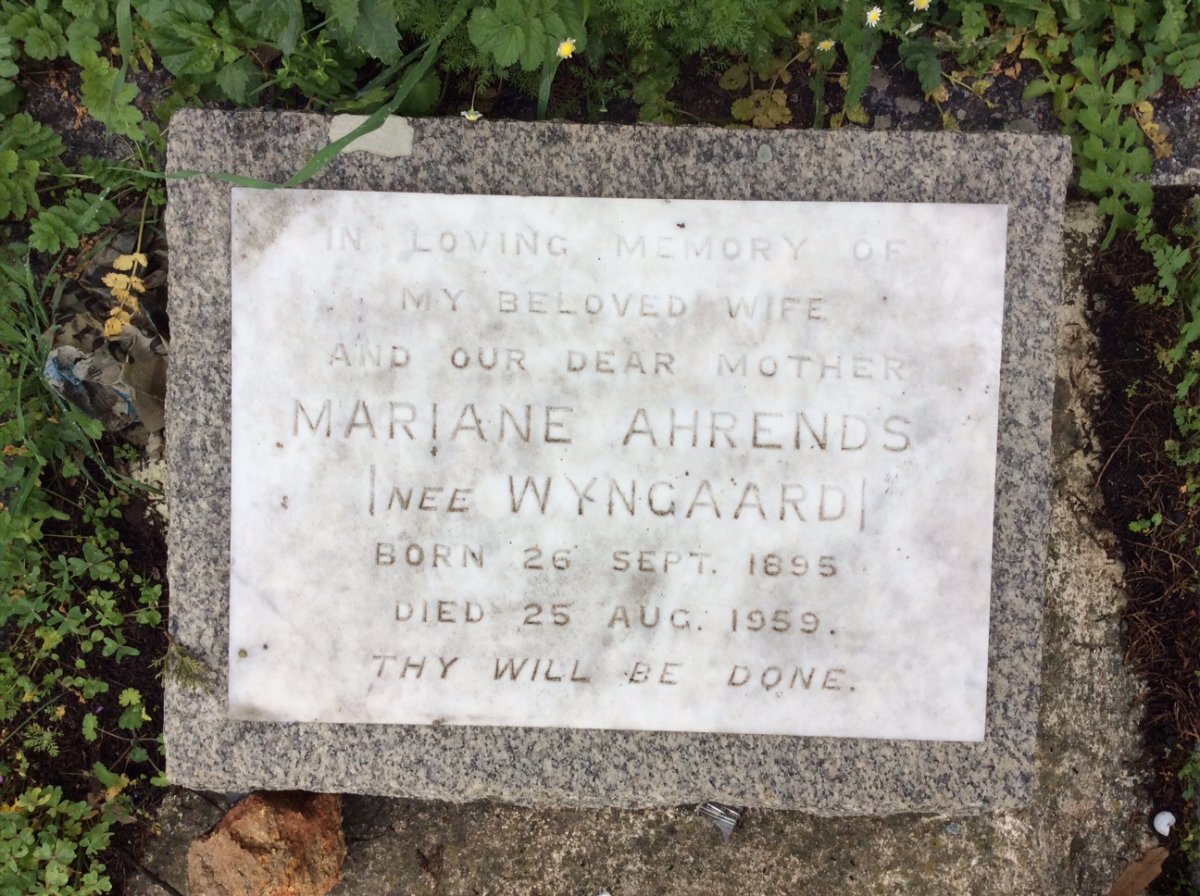 IN LOVING MEMORY OF
MY BELOVED WIFE
AND OUR DEAR MOTHER
MARIANE AHRENDS
|NEE WYNGAARD|
BORN 26 SEPT. 1895
DIED 25 AUG. 1959.
THY WILL BE DONE.